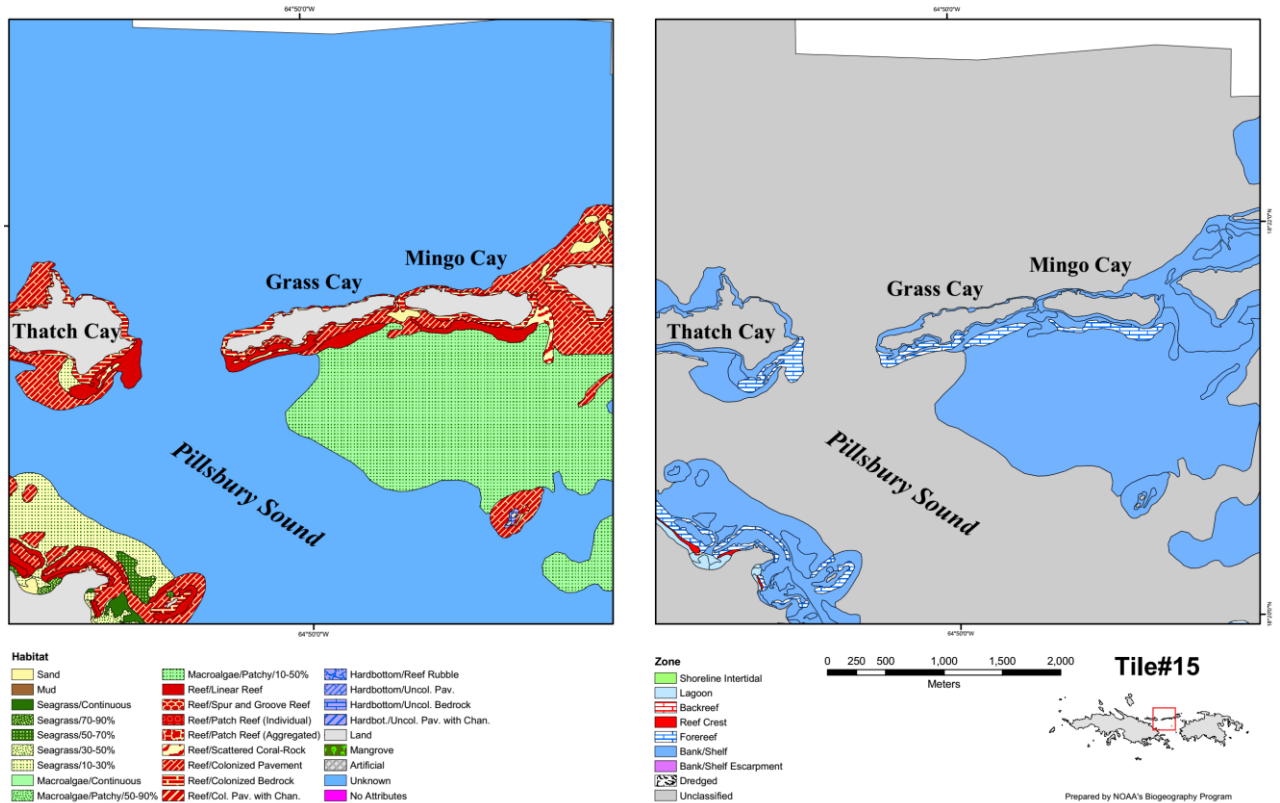 64°50'0"W
64°50'0"W
Mingo Cay
Grass Cay
Thatch Cay
Pillsbury Sound
64°50'0"W
Mingo Cay
Grass Cay
Thatch Cay
Pillsbury Sound
64°50'0"W
Habitat
Sand
Mud
Seagrass/Continuous
Seagrass/70-90%
Seagrass/50-70%
Seagrass/30-50%
Seagrass/10-30%
Macroalgae/Continuous
Macroalgae/Patchy/50-90%
Macroalgae/Patchy/10-50%
Reef/Linear Reef
Reef/Spur and Groove Reef
Reef/Patch Reef (Individual)
Reef/Patch Reef (Aggregated)
Reef/Scattered Coral-Rock
Reef/Colonized Pavement
Reef/Colonized Bedrock
Reef/Col. Pav. with Chan.
Hardbottom/Reef Rubble
Hardbottom/Uncol. Pav.
Hardbottom/Uncol. Bedrock
Hardbot./Uncol. Pav. with Chan.
Land
Mangrove
Artificial
Unknown
No Attributes
Zone
Shoreline Intertidal
Lagoon
Backreef
Reef Crest
Forereef
Bank/Shelf
Bank/Shelf Escarpment
Dredged
Unclassified
0 250 500 1,000 1,500 2,000
Meters
Tile#15
Prepared by NOAA's Biogeography Program